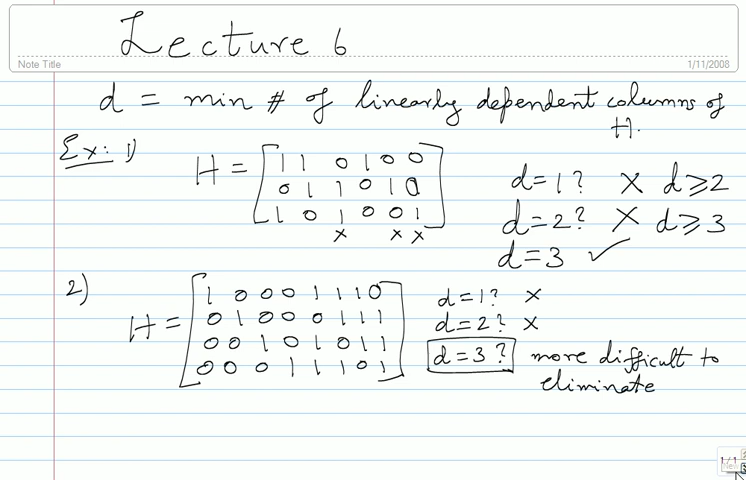 Lecture 6
Note Title
1/11/2008
d = min # of linearly dependent columns of H.
Ex: 1)
H = [ 1 1 0 1 0 0
0 1 1 0 1 0
1 0 1 0 0 1 ]
x x x
d=1? X d≥2
d=2? X d≥3
d=3 ✓
2)
H = [ 1 0 0 0 1 1 1 0
0 1 0 0 0 1 1 1
0 0 1 0 1 0 1 1
0 0 0 1 1 1 0 1 ]
d=1? X
d=2? X
d=3? more difficult to
eliminate
1/1